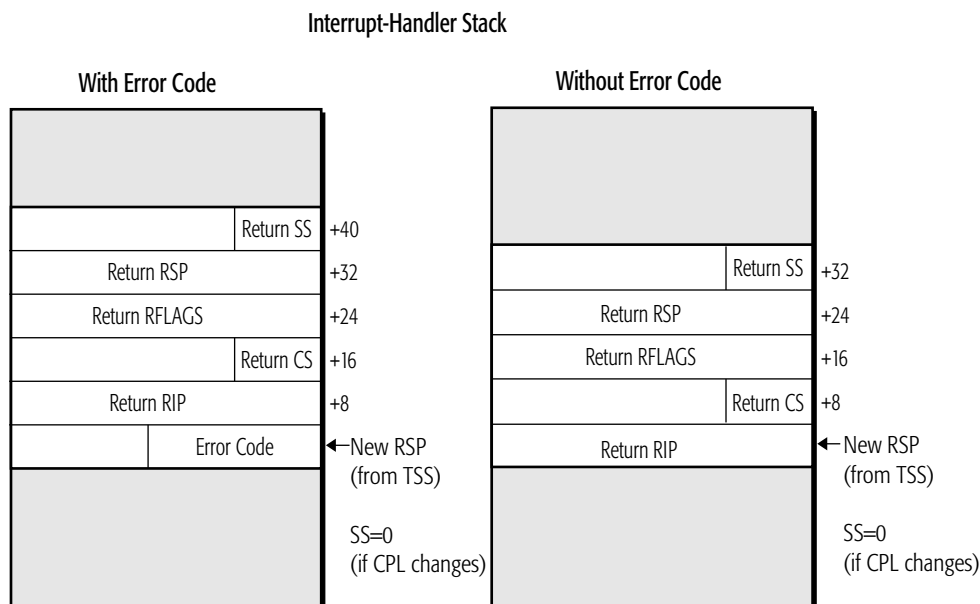 Interrupt-Handler Stack
With Error Code
Return SS +40
Return RSP +32
Return RFLAGS +24
Return CS +16
Return RIP +8
Error Code
New RSP
(from TSS)
SS=0
(if CPL changes)
Without Error Code
Return SS +32
Return RSP +24
Return RFLAGS +16
Return CS +8
Return RIP
New RSP
(from TSS)
SS=0
(if CPL changes)